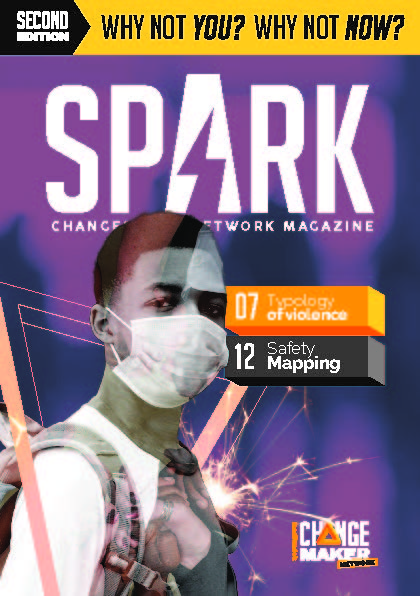 SECOND
EDITION
WHY NOT YOU? WHY NOT NOW?
SPARK
CHANGE TWORK MAGAZINE
07 Typology
of violence
12 Safety
Mapping
CHANGE
MAKER
NETWORK